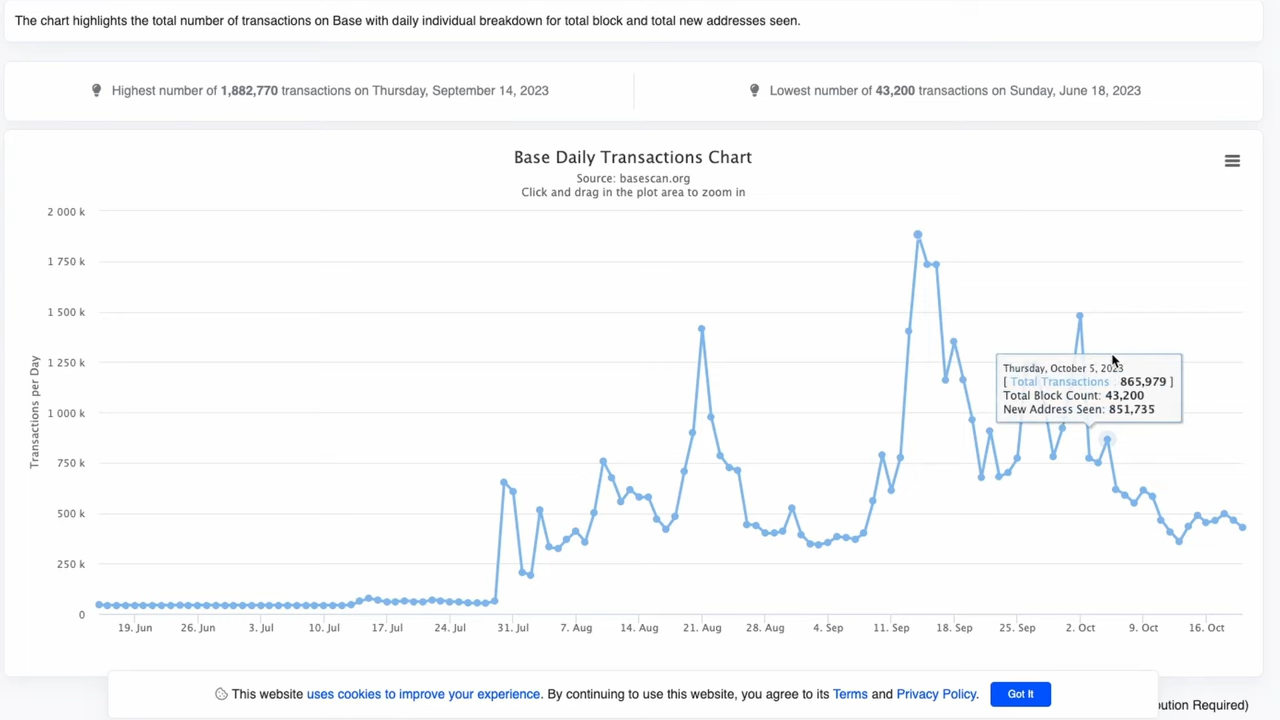 The chart highlights the total number of transactions on Base with daily individual breakdown for total block and total new addresses seen.
Highest number of 1,882,770 transactions on Thursday, September 14, 2023
Lowest number of 43,200 transactions on Sunday, June 18, 2023
Base Daily Transactions Chart
Source: basescan.org
Click and drag in the plot area to zoom in
2 000 k
1 750 k
1 500 k
1 250 k
1 000 k
750 k
500 k
250 k
0
Transactions per Day
Thursday, October 5, 2023
[ Total Transactions : 865,979 ]
Total Block Count: 43,200
New Address Seen: 851,735
19. Jun 26. Jun 3. Jul 10. Jul 17. Jul 24. Jul 31. Jul 7. Aug 14. Aug 21. Aug 28. Aug 4. Sep 11. Sep 18. Sep 25. Sep 2. Oct 9. Oct 16. Oct
This website uses cookies to improve your experience. By continuing to use this website, you agree to its Terms and Privacy Policy.
Got It
Required)